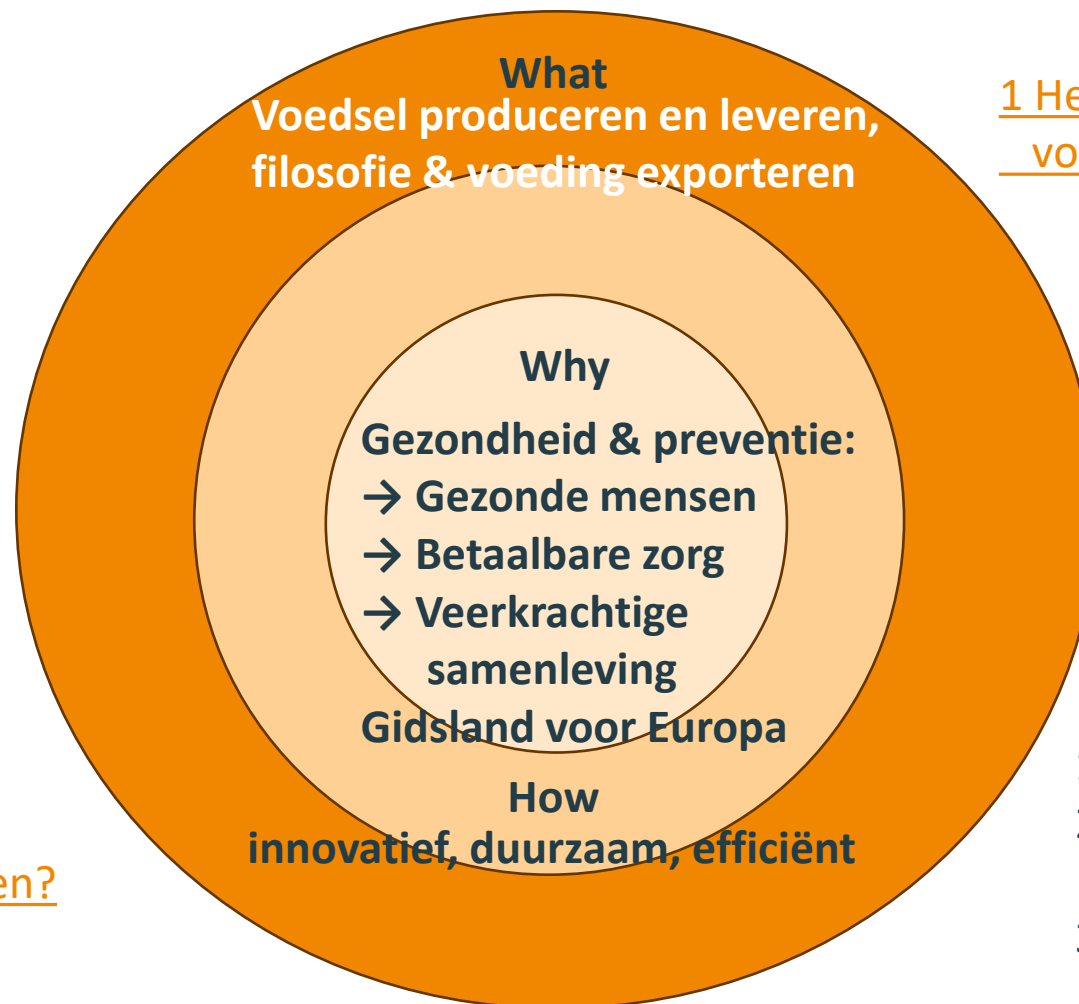 What
Voedsel produceren en leveren,
filosofie & voeding exporteren
1
Why
Gezondheid & preventie:
→ Gezonde mensen
→ Betaalbare zorg
→ Veerkrachtige
samenleving
Gidsland voor Europa
How
innovatief, duurzaam, efficiënt